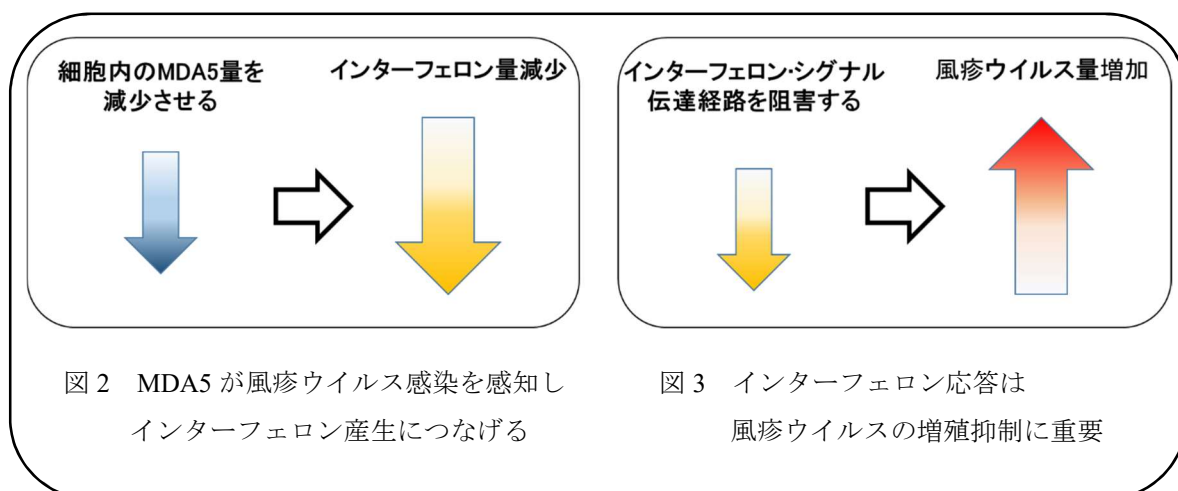 細胞内のMDA5量を
減少させる
インターフェロン量減少
図2 MDA5が風疹ウイルス感染を感知し
インターフェロン産生につなげる
インターフェロン・シグナル
伝達経路を阻害する
風疹ウイルス量増加
図3 インターフェロン応答は
風疹ウイルスの増殖抑制に重要